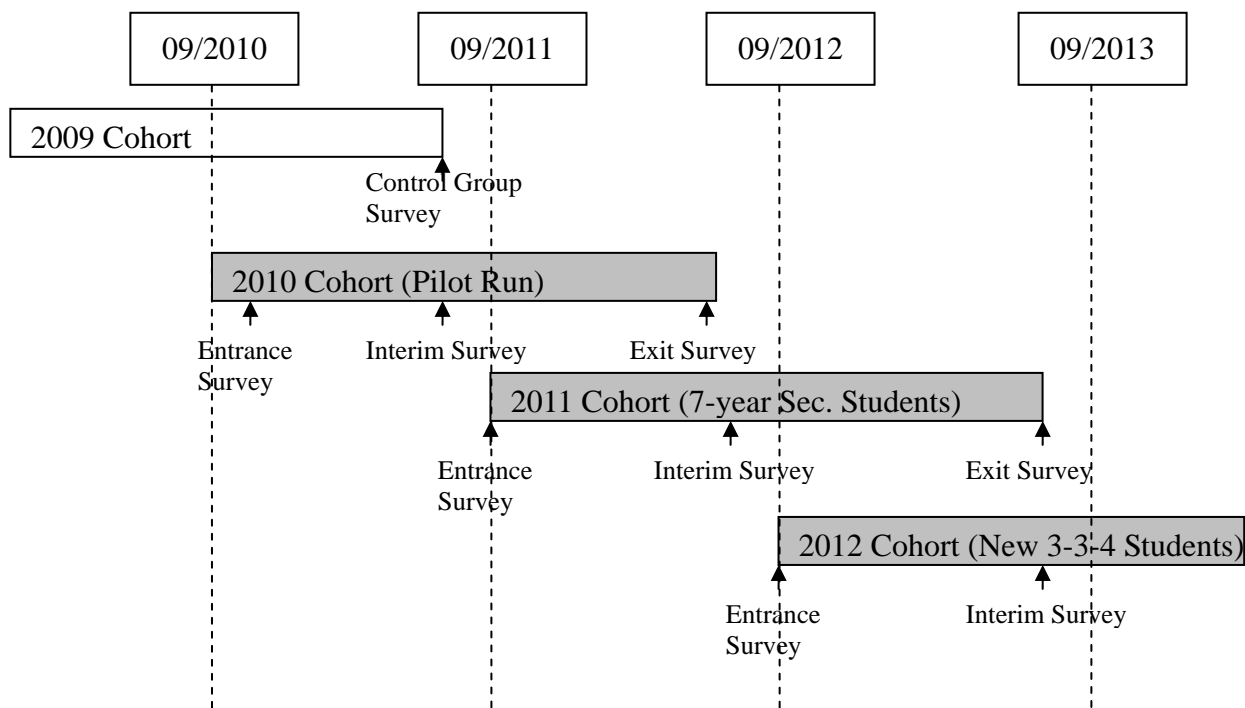 09/2010
09/2011
09/2012
09/2013
2009 Cohort
Control Group
Survey
2010 Cohort (Pilot Run)
Entrance
Survey
Interim Survey
Exit Survey
2011 Cohort (7-year Sec. Students)
Entrance
Survey
Interim Survey
Exit Survey
2012 Cohort (New 3-3-4 Students)
Entrance
Survey
Interim Survey